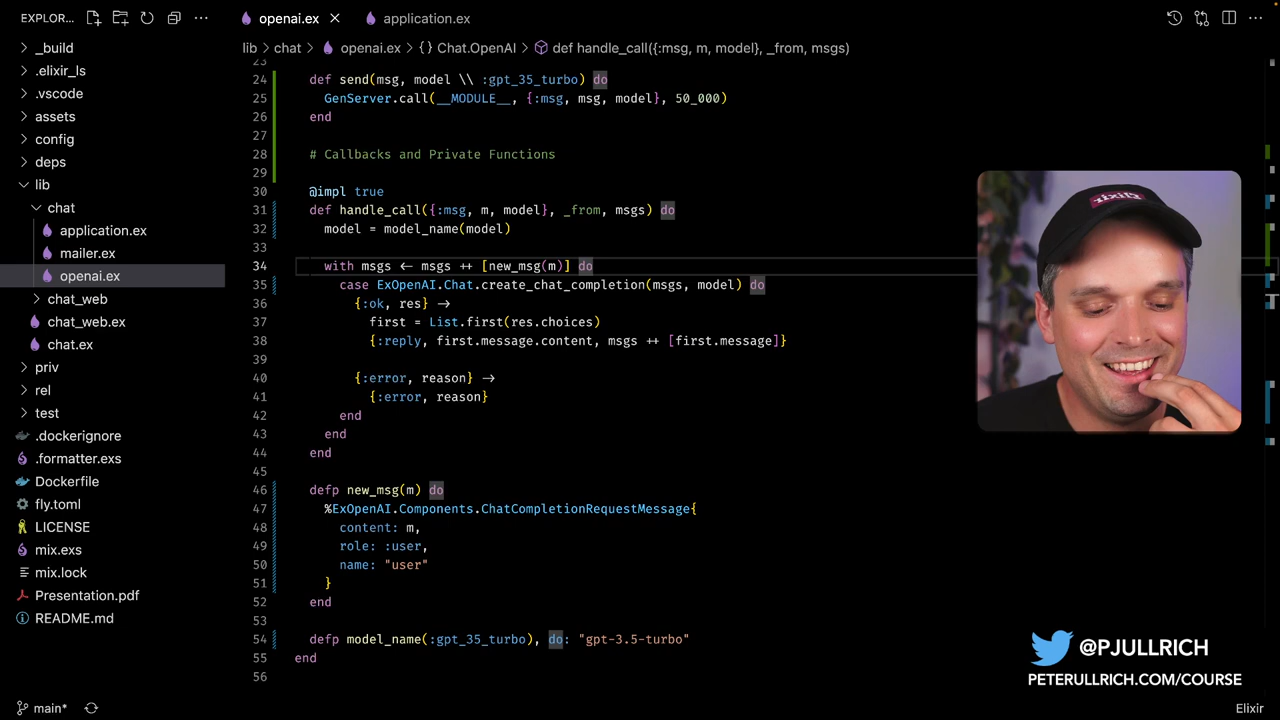 EXPLOR...
openai.ex
application.ex
_build
.elixir_ls
.vscode
assets
config
deps
lib
chat
application.ex
mailer.ex
openai.ex
chat_web
chat_web.ex
chat.ex
priv
rel
test
.dockerignore
.formatter.exs
Dockerfile
fly.toml
LICENSE
mix.exs
mix.lock
Presentation.pdf
README.md
lib > chat > openai.ex > {} Chat.OpenAI > def handle_call({:msg, m, model}, _from, msgs)
23
24 def send(msg, model \\ :gpt_35_turbo) do
25 GenServer.call(__MODULE__, {:msg, msg, model}, 50_000)
26 end
27
28 # Callbacks and Private Functions
29
30 @impl true
31 def handle_call({:msg, m, model}, _from, msgs) do
32 model = model_name(model)
33
34 with msgs <- msgs ++ [new_msg(m)] do
35 case ExOpenAI.Chat.create_chat_completion(msgs, model) do
36 {:ok, res} ->
37 first = List.first(res.choices)
38 {:reply, first.message.content, msgs ++ [first.message]}
39
40 {:error, reason} ->
41 {:error, reason}
42 end
43 end
44 end
45
46 defp new_msg(m) do
47 %ExOpenAI.Components.ChatCompletionRequestMessage{
48 content: m,
49 role: :user,
50 name: "user"
51 }
52 end
53
54 defp model_name(:gpt_35_turbo), do: "gpt-3.5-turbo"
55 end
56
@PJULLRICH
PETERULLRICH.COM/COURSE
main*
Elixir